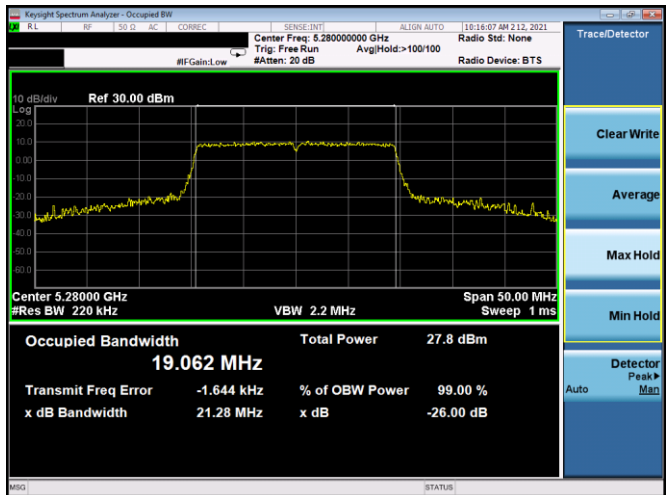 Keysight Spectrum Analyzer - Occupied BW
RL RF 50 Ω AC CORREC SENSE:INT ALIGN AUTO 10:16:07 AM 2 12, 2021
Center Freq: 5.280000000 GHz Radio Std: None
Trig: Free Run Avg|Hold:>100/100
#IFGain:Low #Atten: 20 dB Radio Device: BTS
Trace/Detector
10 dB/div Ref 30.00 dBm
Log
20.0
10.0
0.00
-10.0
-20.0
-30.0
-40.0
-50.0
-60.0
Center 5.28000 GHz Span 50.00 MHz
#Res BW 220 kHz VBW 2.2 MHz Sweep 1 ms
Occupied Bandwidth Total Power 27.8 dBm
19.062 MHz
Transmit Freq Error -1.644 kHz % of OBW Power 99.00 %
x dB Bandwidth 21.28 MHz x dB -26.00 dB
Clear Write
Average
Max Hold
Min Hold
Detector
Peak▶
Auto Man
MSG STATUS